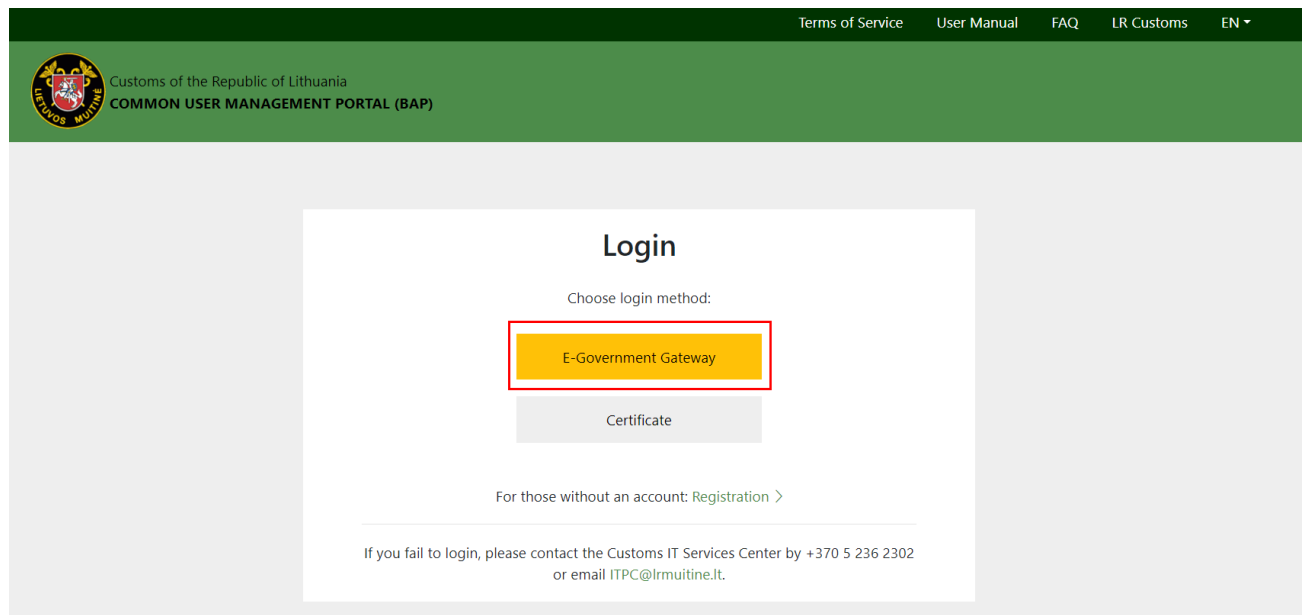 Terms of Service User Manual FAQ LR Customs EN
LIETUVOS MUITINĖ
Customs of the Republic of Lithuania
COMMON USER MANAGEMENT PORTAL (BAP)
Login
Choose login method:
E-Government Gateway
Certificate
For those without an account: Registration >
If you fail to login, please contact the Customs IT Services Center by +370 5 236 2302
or email ITPC@lrmuitine.lt.